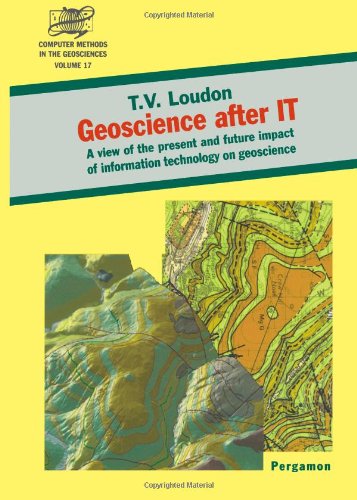 Copyrighted Material
COMPUTER METHODS
IN THE GEOSCIENCES
VOLUME 17
T.V. Loudon
Geoscience after IT
A view of the present and future impact
of information technology on geoscience
Pergamon
Copyrighted Material